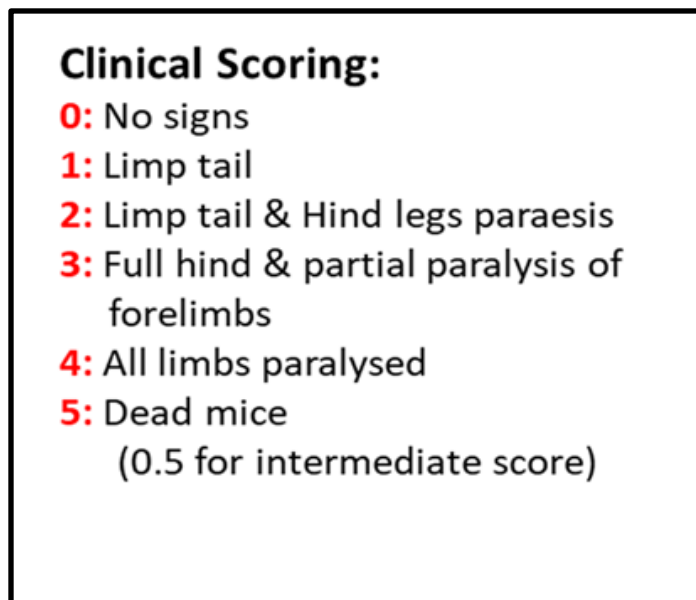 Clinical Scoring:
0: No signs
1: Limp tail
2: Limp tail & Hind legs paraesis
3: Full hind & partial paralysis of
forelimbs
4: All limbs paralysed
5: Dead mice
(0.5 for intermediate score)